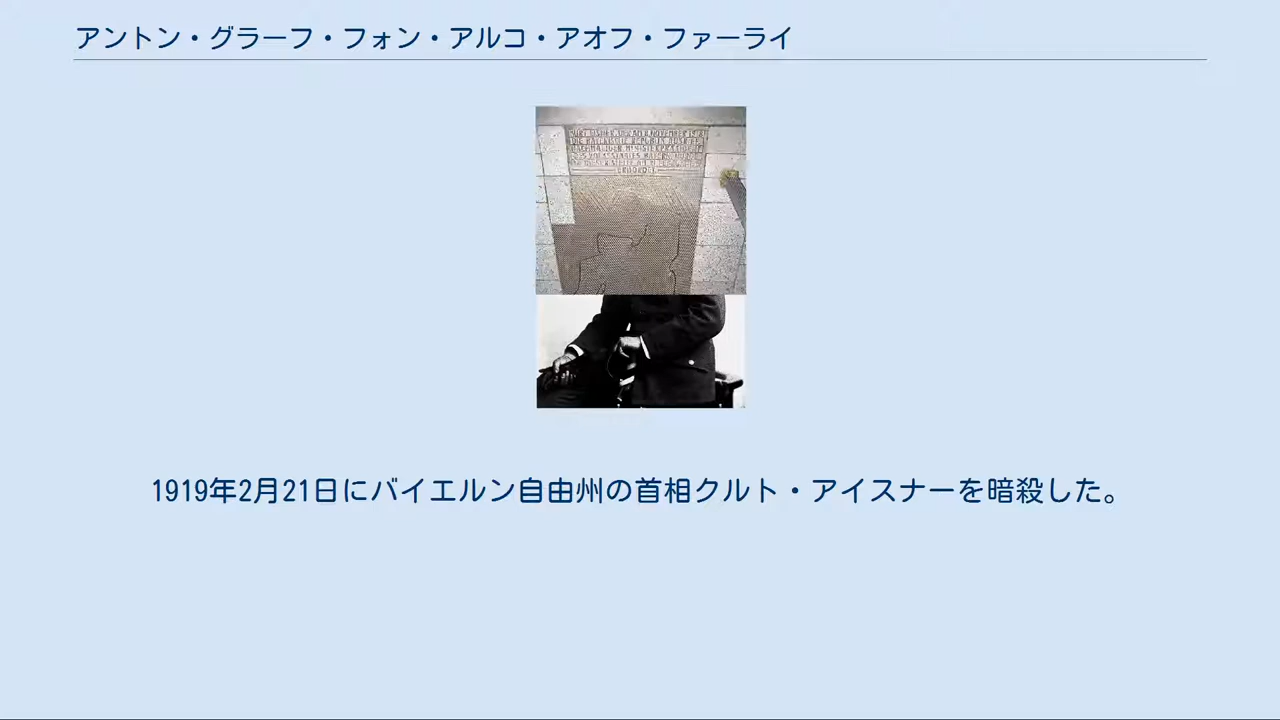 アントン・グラーフ・フォン・アルコ・アオフ・ファーライ
1919年2月21日にバイエルン自由州の首相クルト・アイスナーを暗殺した。